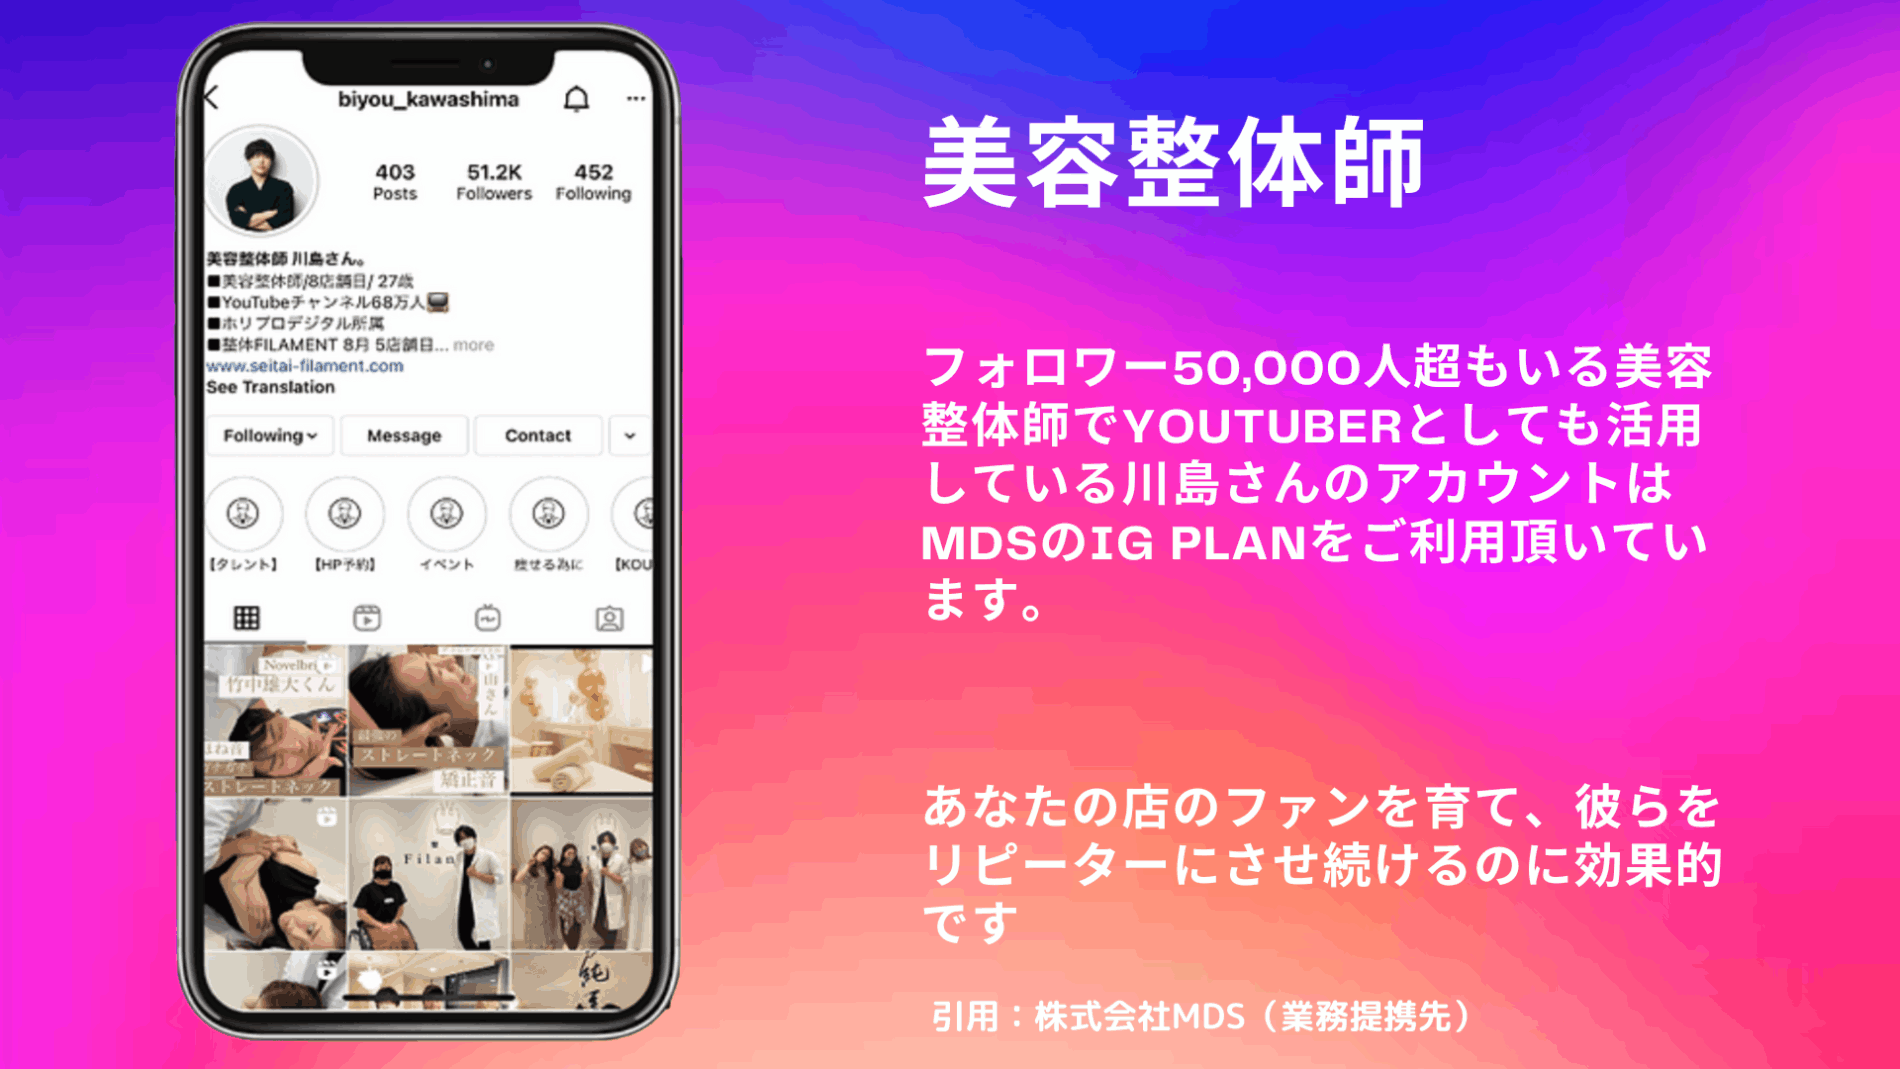 biyou_kawashima
403
Posts
51.2K
Followers
452
Following
美容整体師 川島さん。
■美容整体師/8店舗目/ 27歳
■YouTubeチャンネル68万人
■ホリプロデジタル所属
■整体FILAMENT 8月 5店舗目... more
www.seitai-filament.com
See Translation
Following
Message
Contact
【タレント】
【HP予約】
イベント
痩せる為に
【KOU
Novelbri
竹中雄大くん
まね音
ストレートネック
山さん
最強の
ストレートネック
矯正音
Filan
美容整体師
フォロワー50,000人超もいる美容
整体師でYOUTUBERとしても活用
している川島さんのアカウントは
MDSのIG PLANをご利用頂いてい
ます。
あなたの店のファンを育て、彼らを
リピーターにさせ続けるのに効果的
です
引用：株式会社MDS（業務提携先）